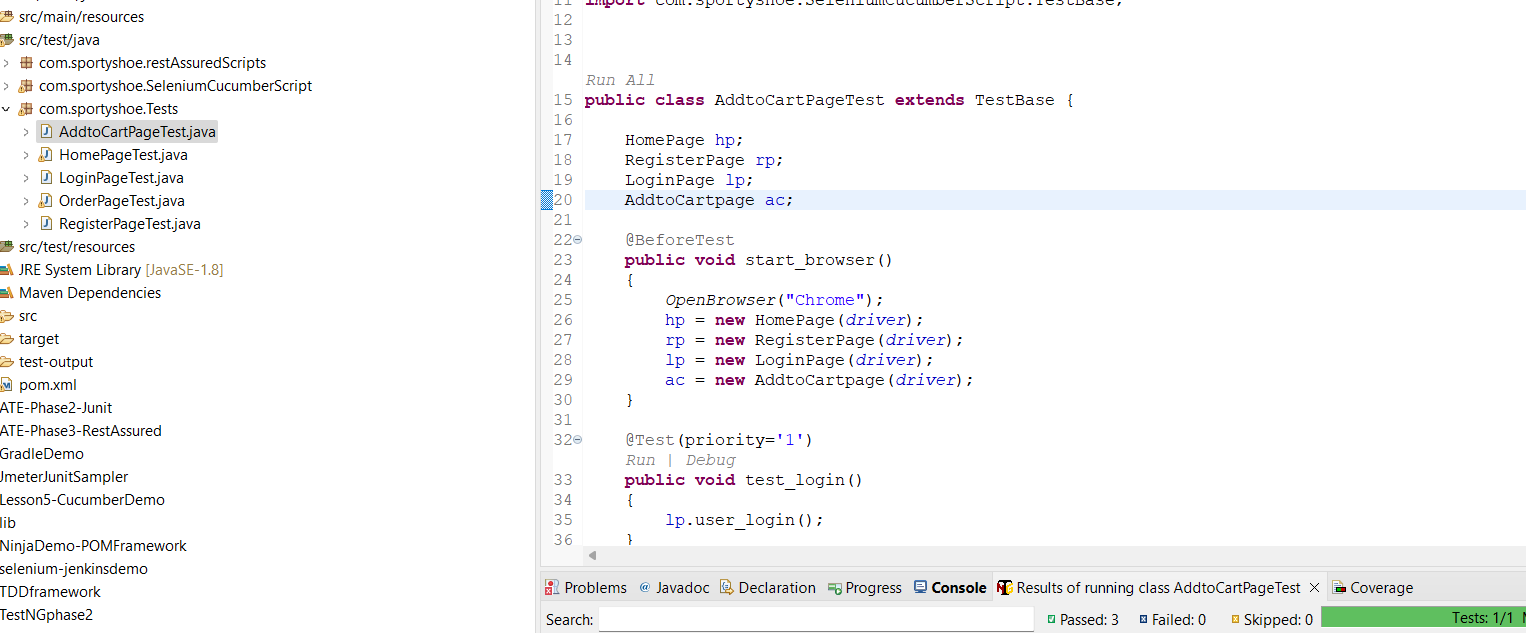 src/main/resources
src/test/java
com.sportyshoe.restAssuredScripts
com.sportyshoe.SeleniumCucumberScript
com.sportyshoe.Tests
AddtoCartPageTest.java
HomePageTest.java
LoginPageTest.java
OrderPageTest.java
RegisterPageTest.java
src/test/resources
JRE System Library [JavaSE-1.8]
Maven Dependencies
src
target
test-output
pom.xml
ATE-Phase2-Junit
ATE-Phase3-RestAssured
GradleDemo
JmeterJunitSampler
Lesson5-CucumberDemo
lib
NinjaDemo-POMFramework
selenium-jenkinsdemo
TDDframework
TestNGphase2
11 import com.sportyshoe.SeleniumCucumberScript.TestBase;
12
13
14
Run All
15 public class AddtoCartPageTest extends TestBase {
16
17 HomePage hp;
18 RegisterPage rp;
19 LoginPage lp;
20 AddtoCartpage ac;
21
22 @BeforeTest
23 public void start_browser()
24 {
25 OpenBrowser("Chrome");
26 hp = new HomePage(driver);
27 rp = new RegisterPage(driver);
28 lp = new LoginPage(driver);
29 ac = new AddtoCartpage(driver);
30 }
31
32 @Test(priority='1')
Run | Debug
33 public void test_login()
34 {
35 lp.user_login();
36 }
Problems @ Javadoc Declaration Progress Console Results of running class AddtoCartPageTest Coverage
Search: Passed: 3 Failed: 0 Skipped: 0 Tests: 1/1